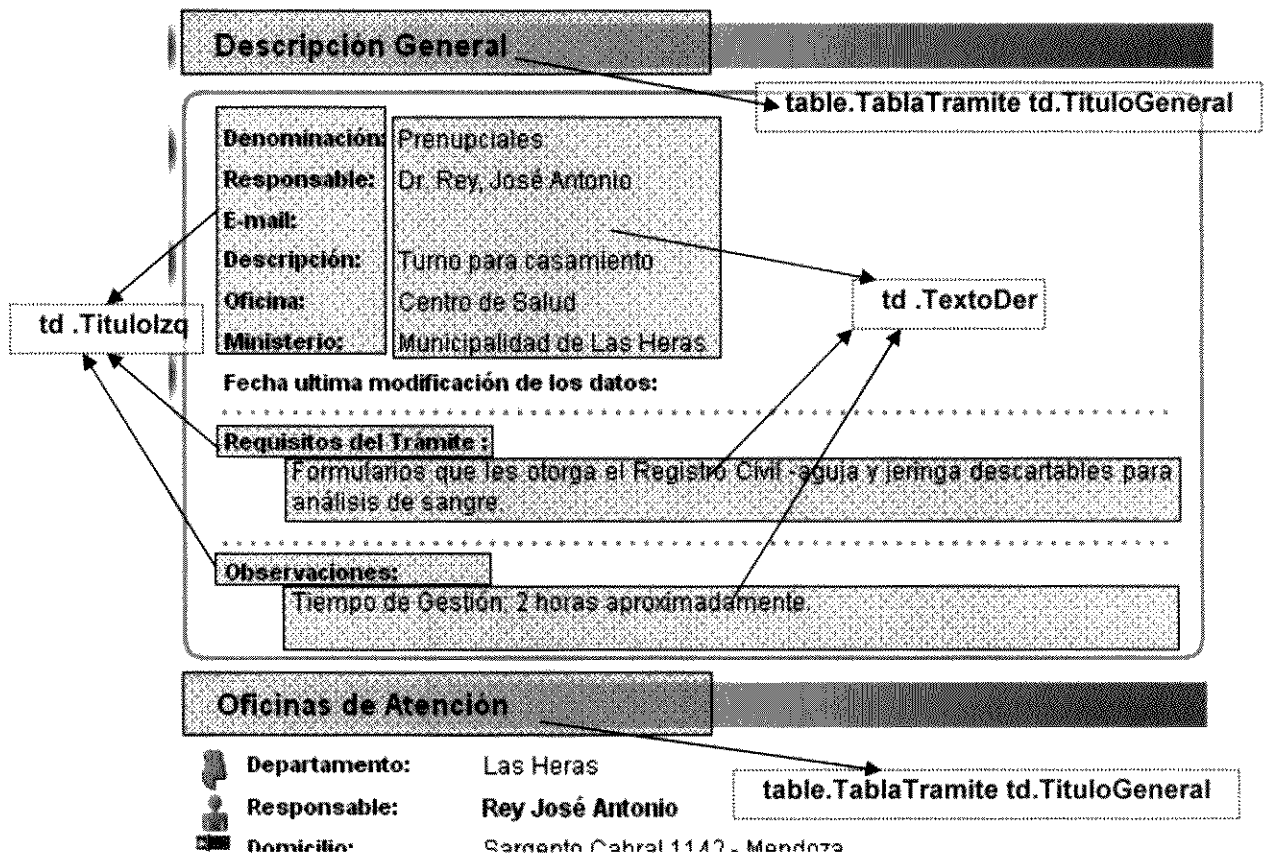 Descripción General
table.TablaTramite td.TituloGeneral
Denominación: Prenupciales
Responsable: Dr. Rey, José Antonio
E-mail:
Descripción: Turno para casamiento
td .TextoDer
Oficina: Centro de Salud
td .TituloIzq
Ministerio: Municipalidad de Las Heras
Fecha ultima modificación de los datos:
Requisitos del Trámite :
Formularios que les otorga el Registro Civil -aguja y jeringa descartables para
análisis de sangre.
Observaciones:
Tiempo de Gestión: 2 horas aproximadamente.
Oficinas de Atención
Departamento: Las Heras
table.TablaTramite td.TituloGeneral
Responsable: Rey José Antonio
Domicilio: Sargento Cabral 1142 - Mendoza